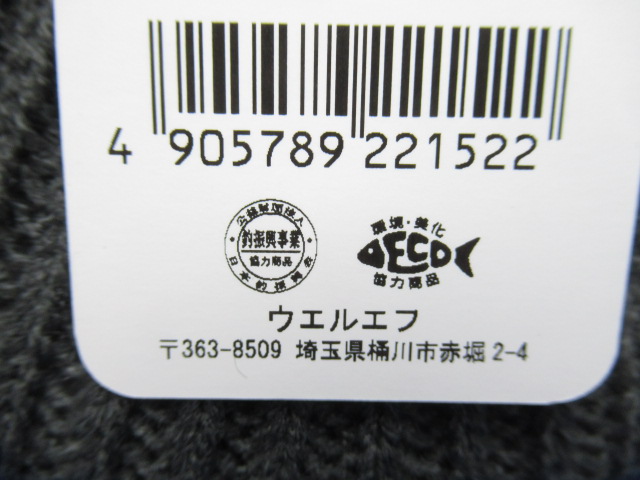 4 905789 221522
公益財団法人
釣振興事業
協力商品
日本釣振興会
環境・美化
ECO
協力商品
ウエルエフ
〒363-8509 埼玉県桶川市赤堀2-4